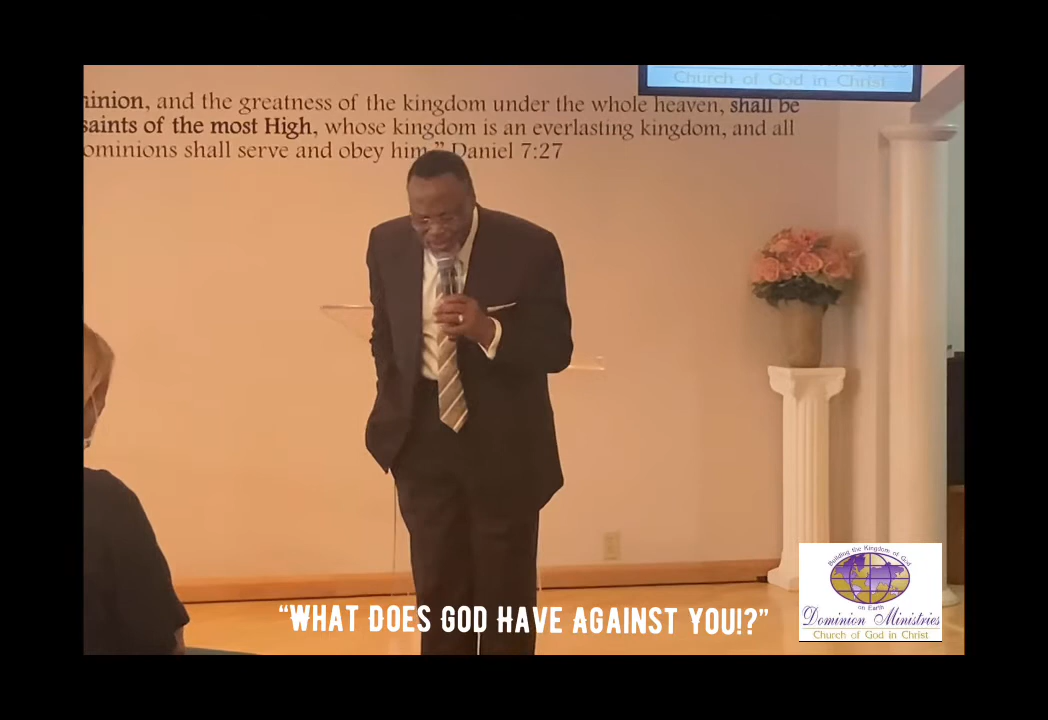 Church of God in Christ
inion, and the greatness of the kingdom under the whole heaven, shall be
saints of the most High, whose kingdom is an everlasting kingdom, and all
ominions shall serve and obey him." Daniel 7:27
Building the Kingdom of God
on Earth
Dominion Ministries
Church of God in Christ
"WHAT DOES GOD HAVE AGAINST YOU!?"